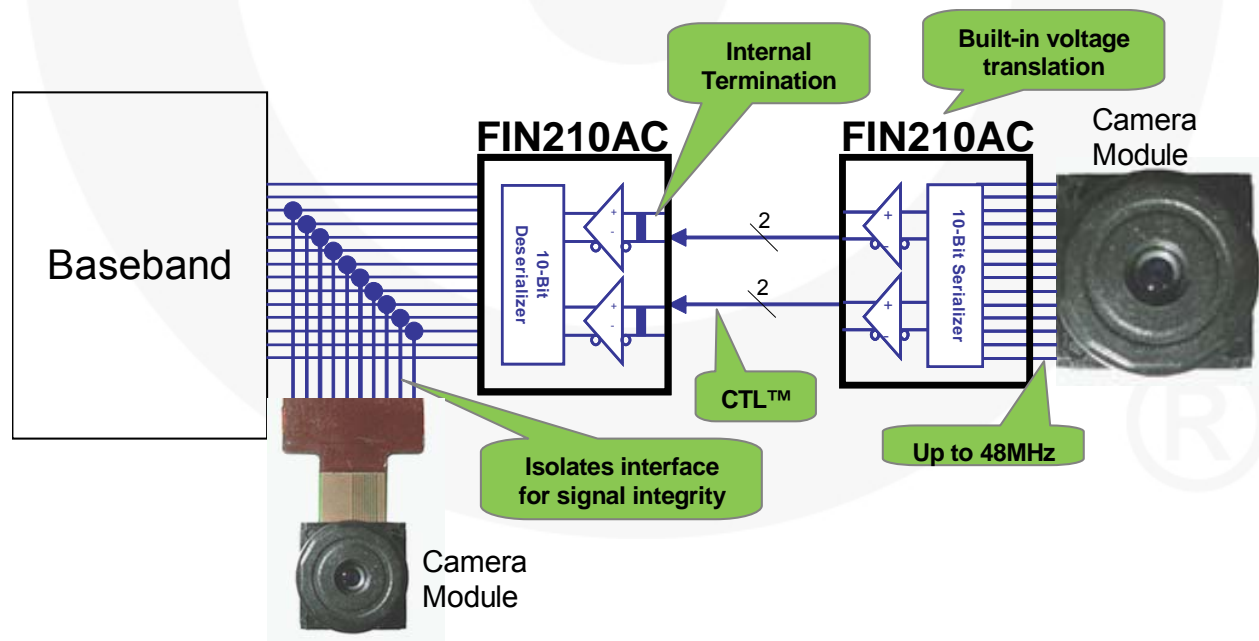 Internal
Termination
Built-in voltage
translation
FIN210AC
FIN210AC
Camera
Module
Baseband
10-Bit
Deserializer
+
-
+
-
2
2
+
-
+
-
10-Bit Serializer
CTL™
Up to 48MHz
Isolates interface
for signal integrity
Camera
Module
®